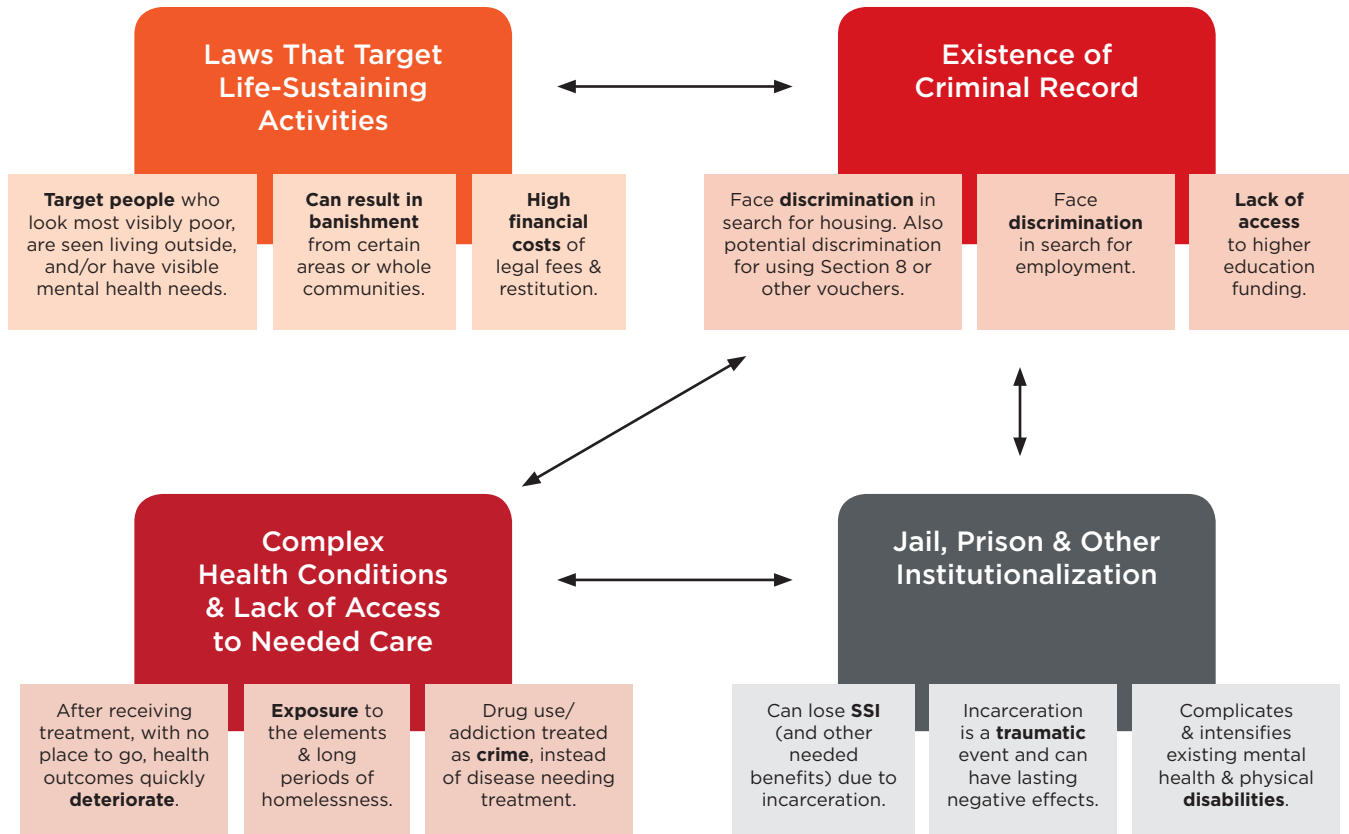 Laws That Target
Life-Sustaining
Activities
Target people who
look most visibly poor,
are seen living outside,
and/or have visible
mental health needs.
Can result in
banishment
from certain
areas or whole
communities.
High
financial
costs of
legal fees &
restitution.
Existence of
Criminal Record
Face discrimination in
search for housing. Also
potential discrimination
for using Section 8 or
other vouchers.
Face
discrimination
in search for
employment.
Lack of
access
to higher
education
funding.
Complex
Health Conditions
& Lack of Access
to Needed Care
After receiving
treatment, with no
place to go, health
outcomes quickly
deteriorate.
Exposure to
the elements
& long
periods of
homelessness.
Drug use/
addiction treated
as crime, instead
of disease needing
treatment.
Jail, Prison & Other
Institutionalization
Can lose SSI
(and other
needed
benefits) due to
incarceration.
Incarceration
is a traumatic
event and can
have lasting
negative effects.
Complicates
& intensifies
existing mental
health & physical
disabilities.